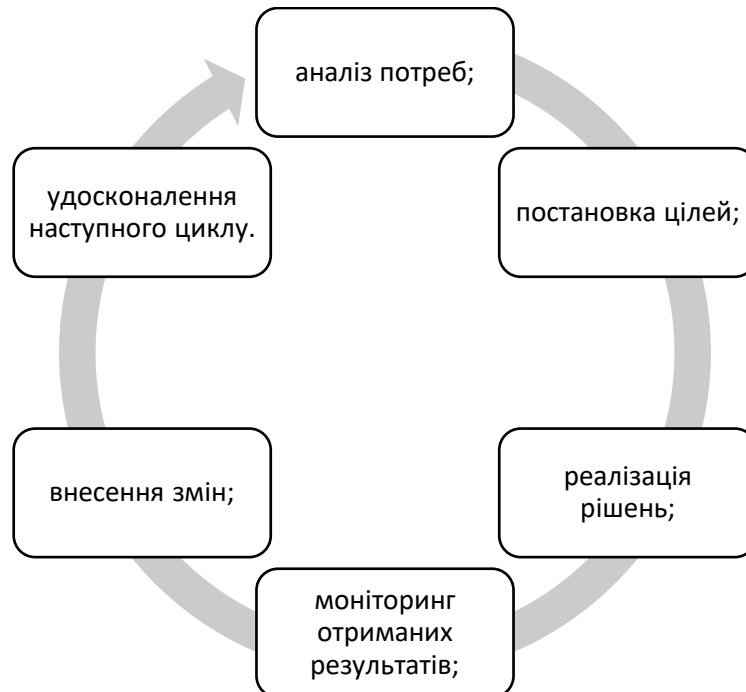 аналіз потреб;
постановка цілей;
реалізація
рішень;
моніторинг
отриманих
результатів;
внесення змін;
удосконалення
наступного циклу.